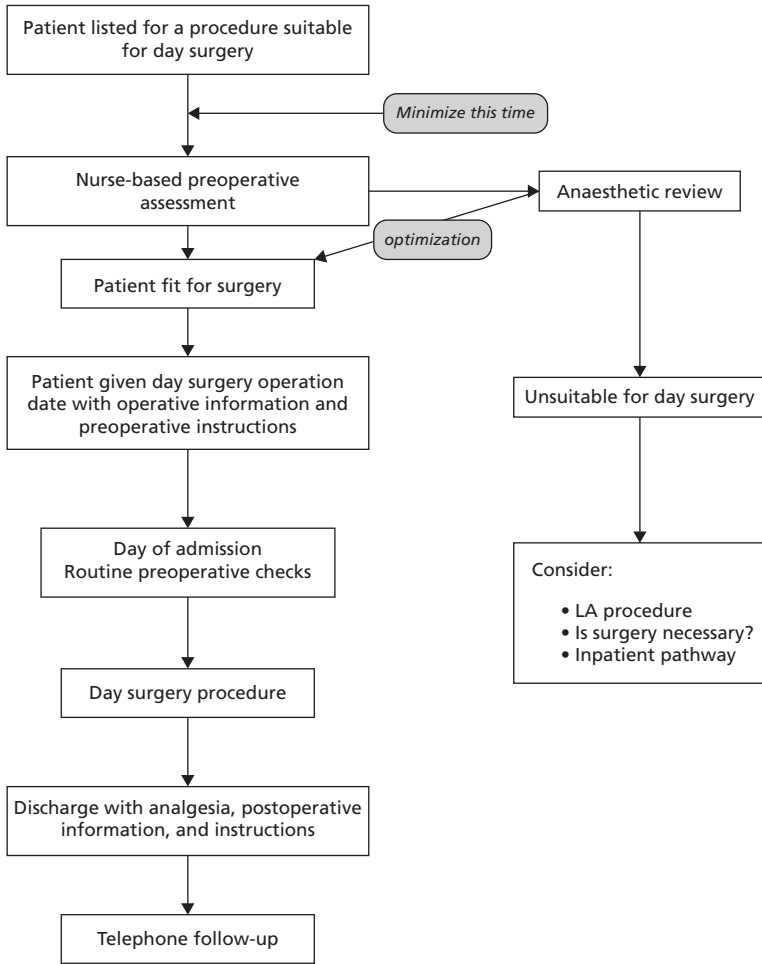 Patient listed for a procedure suitable
for day surgery
Minimize this time
Nurse-based preoperative
assessment
Anaesthetic review
optimization
Patient fit for surgery
Patient given day surgery operation
date with operative information and
preoperative instructions
Unsuitable for day surgery
Day of admission
Routine preoperative checks
Consider:
• LA procedure
• Is surgery necessary?
• Inpatient pathway
Day surgery procedure
Discharge with analgesia, postoperative
information, and instructions
Telephone follow-up